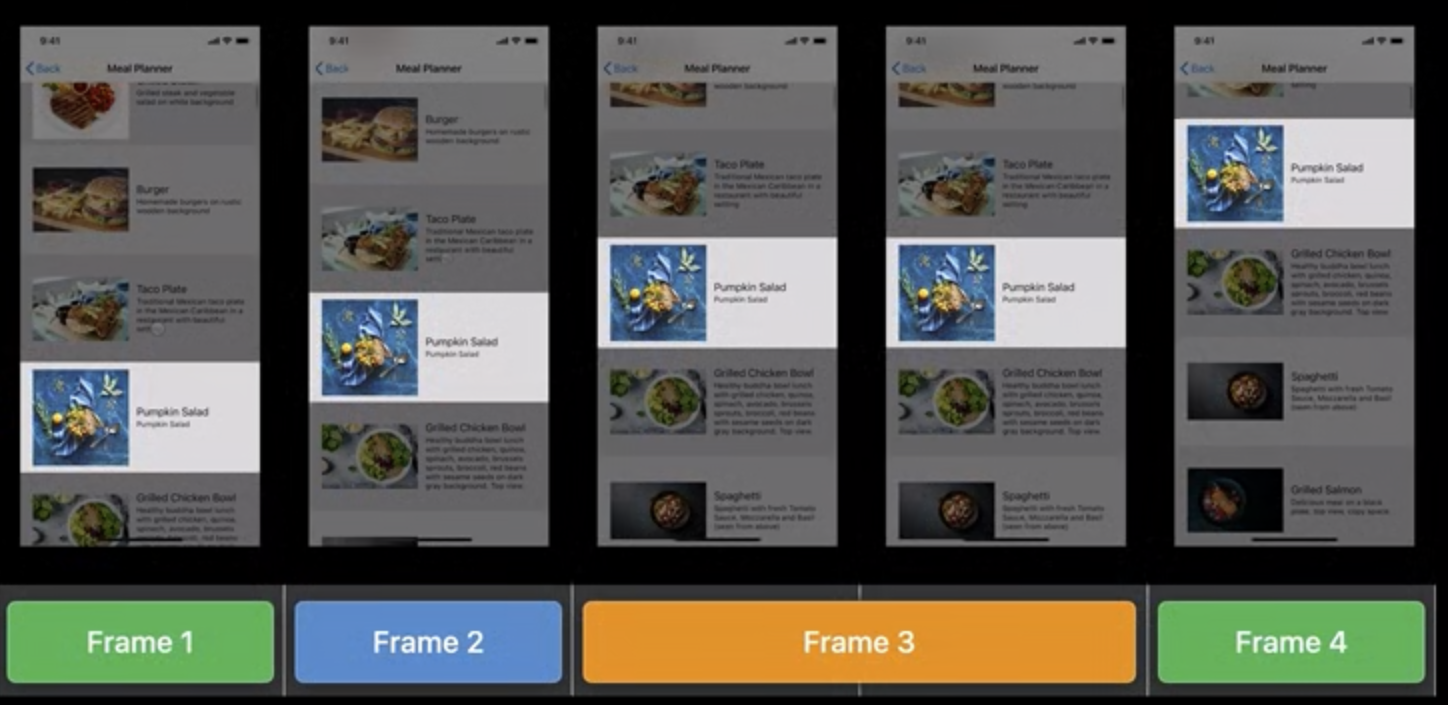 9:41
Back
Meal Planner
Grilled steak and vegetable
salad on white background
Burger
Homemade burgers on rustic
wooden background
Taco Plate
Traditional Mexican taco plate
in the Mexican Caribbean in a
restaurant with beautiful
Pumpkin Salad
Pumpkin Salad
Grilled Chicken Bowl
Healthy buddha bowl lunch
with grilled chicken, quinoa,
spinach, avocado, brussels
sprouts, broccoli, red beans
9:41
Back
Meal Planner
Burger
Homemade burgers on rustic
wooden background
Taco Plate
Traditional Mexican taco plate
in the Mexican Caribbean in a
restaurant with beautiful
Pumpkin Salad
Pumpkin Salad
Grilled Chicken Bowl
Healthy buddha bowl lunch
with grilled chicken, quinoa,
spinach, avocado, brussels
sprouts, broccoli, red beans
with sesame seeds on dark
gray background. Top view
9:41
Back
Meal Planner
wooden background
Taco Plate
Traditional Mexican taco plate
in the Mexican Caribbean in a
restaurant with beautiful
setting
Pumpkin Salad
Pumpkin Salad
Grilled Chicken Bowl
Healthy buddha bowl lunch
with grilled chicken, quinoa,
spinach, avocado, brussels
sprouts, broccoli, red beans
with sesame seeds on dark
gray background. Top view
Spaghetti
Spaghetti with fresh Tomato
Sauce, Mozzarella and Basil
(seen from above)
9:41
Back
Meal Planner
wooden background
Taco Plate
Traditional Mexican taco plate
in the Mexican Caribbean in a
restaurant with beautiful
setting
Pumpkin Salad
Pumpkin Salad
Grilled Chicken Bowl
Healthy buddha bowl lunch
with grilled chicken, quinoa,
spinach, avocado, brussels
sprouts, broccoli, red beans
with sesame seeds on dark
gray background. Top view
Spaghetti
Spaghetti with fresh Tomato
Sauce, Mozzarella and Basil
(seen from above)
9:41
Back
Meal Planner
setting
Pumpkin Salad
Pumpkin Salad
Grilled Chicken Bowl
Healthy buddha bowl lunch
with grilled chicken, quinoa,
spinach, avocado, brussels
sprouts, broccoli, red beans
with sesame seeds on dark
gray background. Top view
Spaghetti
Spaghetti with fresh Tomato
Sauce, Mozzarella and Basil
(seen from above)
Grilled Salmon
Delicious meal on a black
plate, top view, copy space
Frame 1
Frame 2
Frame 3
Frame 4